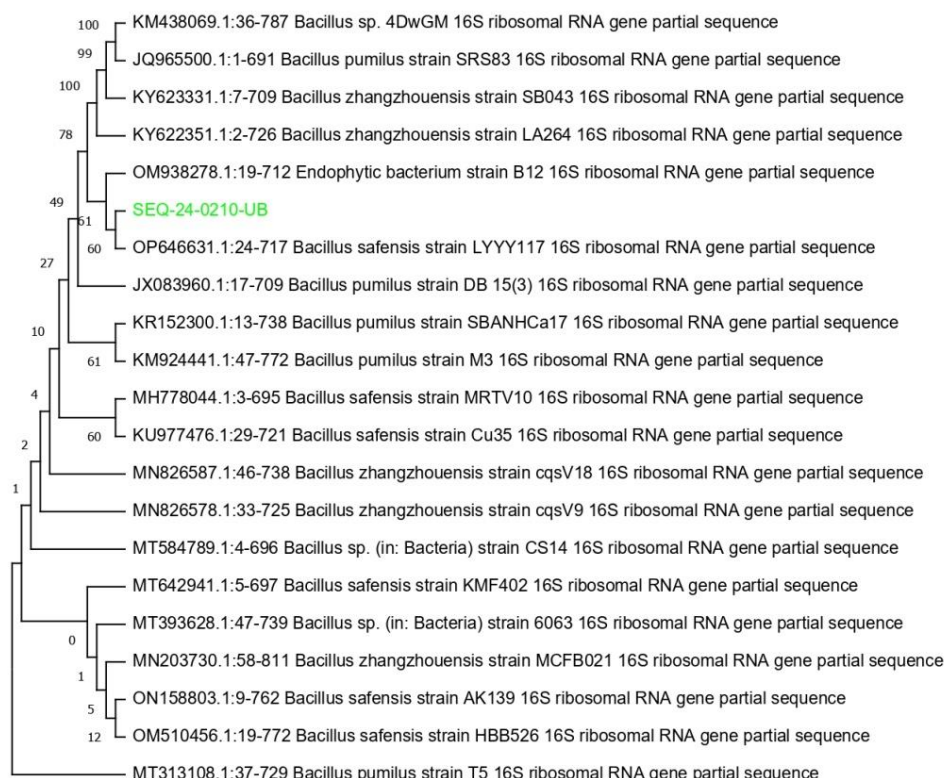 100
KM438069.1:36-787 Bacillus sp. 4DwGM 16S ribosomal RNA gene partial sequence
99
JQ965500.1:1-691 Bacillus pumilus strain SRS83 16S ribosomal RNA gene partial sequence
100
KY623331.1:7-709 Bacillus zhangzhouensis strain SB043 16S ribosomal RNA gene partial sequence
78
KY622351.1:2-726 Bacillus zhangzhouensis strain LA264 16S ribosomal RNA gene partial sequence
OM938278.1:19-712 Endophytic bacterium strain B12 16S ribosomal RNA gene partial sequence
49
SEQ-24-0210-UB
61
60
OP646631.1:24-717 Bacillus safensis strain LYYY117 16S ribosomal RNA gene partial sequence
27
JX083960.1:17-709 Bacillus pumilus strain DB 15(3) 16S ribosomal RNA gene partial sequence
KR152300.1:13-738 Bacillus pumilus strain SBANHCa17 16S ribosomal RNA gene partial sequence
10
61
KM924441.1:47-772 Bacillus pumilus strain M3 16S ribosomal RNA gene partial sequence
4
MH778044.1:3-695 Bacillus safensis strain MRTV10 16S ribosomal RNA gene partial sequence
60
KU977476.1:29-721 Bacillus safensis strain Cu35 16S ribosomal RNA gene partial sequence
2
MN826587.1:46-738 Bacillus zhangzhouensis strain cqsV18 16S ribosomal RNA gene partial sequence
1
MN826578.1:33-725 Bacillus zhangzhouensis strain cqsV9 16S ribosomal RNA gene partial sequence
MT584789.1:4-696 Bacillus sp. (in: Bacteria) strain CS14 16S ribosomal RNA gene partial sequence
MT642941.1:5-697 Bacillus safensis strain KMF402 16S ribosomal RNA gene partial sequence
0
MT393628.1:47-739 Bacillus sp. (in: Bacteria) strain 6063 16S ribosomal RNA gene partial sequence
1
MN203730.1:58-811 Bacillus zhangzhouensis strain MCFB021 16S ribosomal RNA gene partial sequence
5
ON158803.1:9-762 Bacillus safensis strain AK139 16S ribosomal RNA gene partial sequence
12
OM510456.1:19-772 Bacillus safensis strain HBB526 16S ribosomal RNA gene partial sequence
MT313108.1:37-729 Bacillus pumilus strain T5 16S ribosomal RNA gene partial sequence